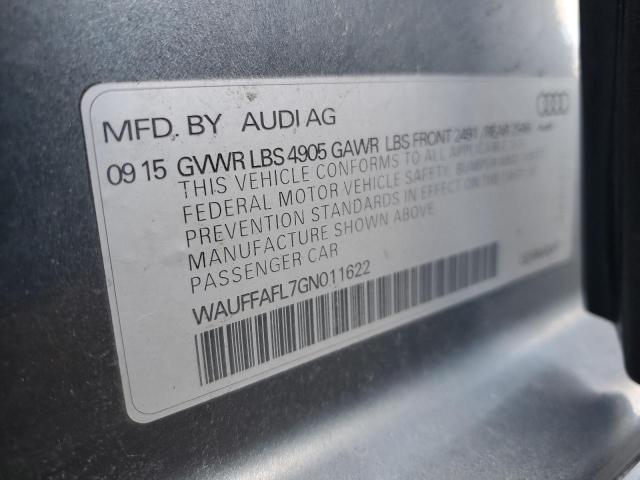 MFD. BY AUDI AG
09 15 GVWR LBS 4905 GAWR LBS FRONT 2491 / REAR
THIS VEHICLE CONFORMS TO ALL APPLICABLE
FEDERAL MOTOR VEHICLE SAFETY, BUMPER AND THEFT
PREVENTION STANDARDS IN EFFECT ON THE DATE OF
MANUFACTURE SHOWN ABOVE
PASSENGER CAR
WAUFFAFL7GN011622